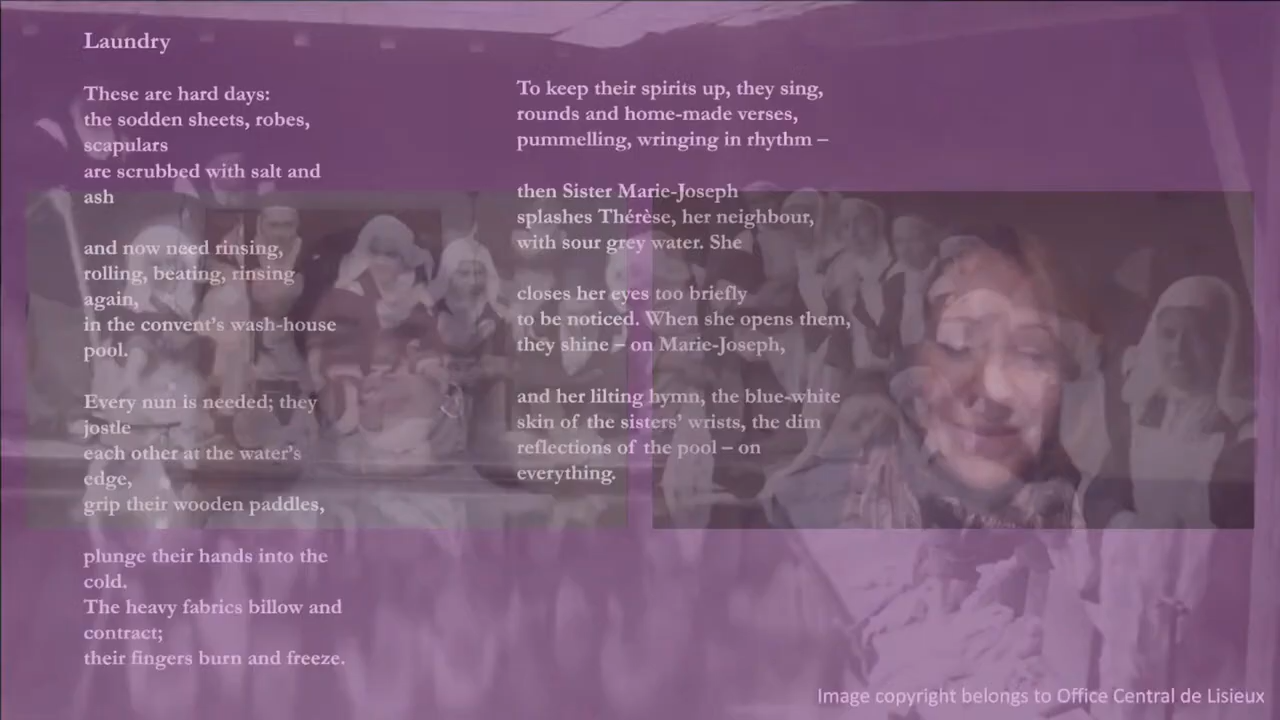 Laundry
These are hard days:
the sodden sheets, robes,
scapulars
are scrubbed with salt and
ash
and now need rinsing,
rolling, beating, rinsing
again,
in the convent's wash-house
pool.
Every nun is needed; they
jostle
each other at the water's
edge,
grip their wooden paddles,
plunge their hands into the
cold.
The heavy fabrics billow and
contract;
their fingers burn and freeze.
To keep their spirits up, they sing,
rounds and home-made verses,
pummelling, wringing in rhythm –
then Sister Marie-Joseph
splashes Thérèse, her neighbour,
with sour grey water. She
closes her eyes too briefly
to be noticed. When she opens them,
they shine – on Marie-Joseph,
and her lilting hymn, the blue-white
skin of the sisters' wrists, the dim
reflections of the pool – on
everything.
Image copyright belongs to Office Central de Lisieux